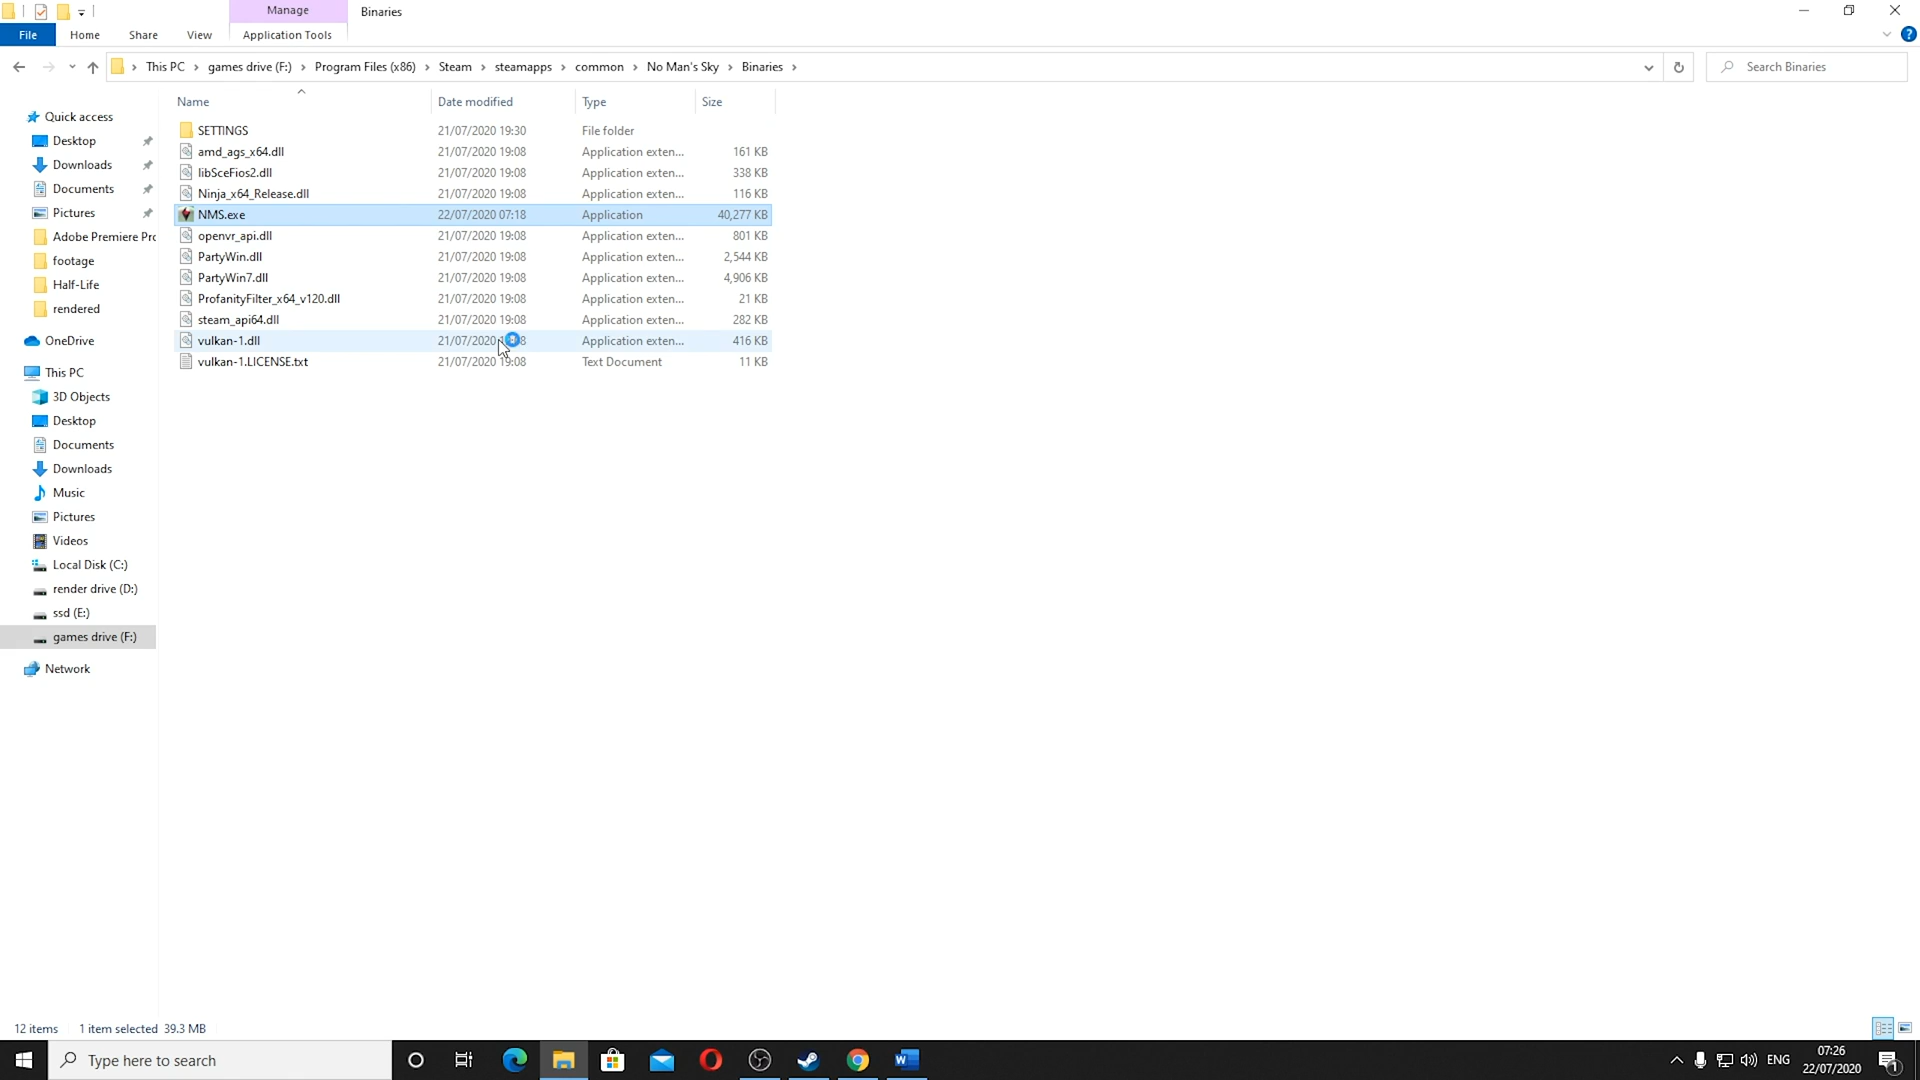 Manage
Binaries
File
Home
Share
View
Application Tools
This PC > games drive (F:) > Program Files (x86) > Steam > steamapps > common > No Man's Sky > Binaries >
Search Binaries
Name Date modified Type Size
SETTINGS 21/07/2020 19:30 File folder
amd_ags_x64.dll 21/07/2020 19:08 Application exten... 161 KB
libSceFios2.dll 21/07/2020 19:08 Application exten... 338 KB
Ninja_x64_Release.dll 21/07/2020 19:08 Application exten... 116 KB
NMS.exe 22/07/2020 07:18 Application 40,277 KB
openvr_api.dll 21/07/2020 19:08 Application exten... 801 KB
PartyWin.dll 21/07/2020 19:08 Application exten... 2,544 KB
PartyWin7.dll 21/07/2020 19:08 Application exten... 4,906 KB
ProfanityFilter_x64_v120.dll 21/07/2020 19:08 Application exten... 21 KB
steam_api64.dll 21/07/2020 19:08 Application exten... 282 KB
vulkan-1.dll 21/07/2020 Application exten... 416 KB
vulkan-1.LICENSE.txt 21/07/2020 19:08 Text Document 11 KB
Quick access
Desktop
Downloads
Documents
Pictures
Adobe Premiere Prc
footage
Half-Life
rendered
OneDrive
This PC
3D Objects
Desktop
Documents
Downloads
Music
Pictures
Videos
Local Disk (C:)
render drive (D:)
ssd (E:)
games drive (F:)
Network
12 items 1 item selected 39.3 MB
Type here to search
ENG
07:26
22/07/2020
1